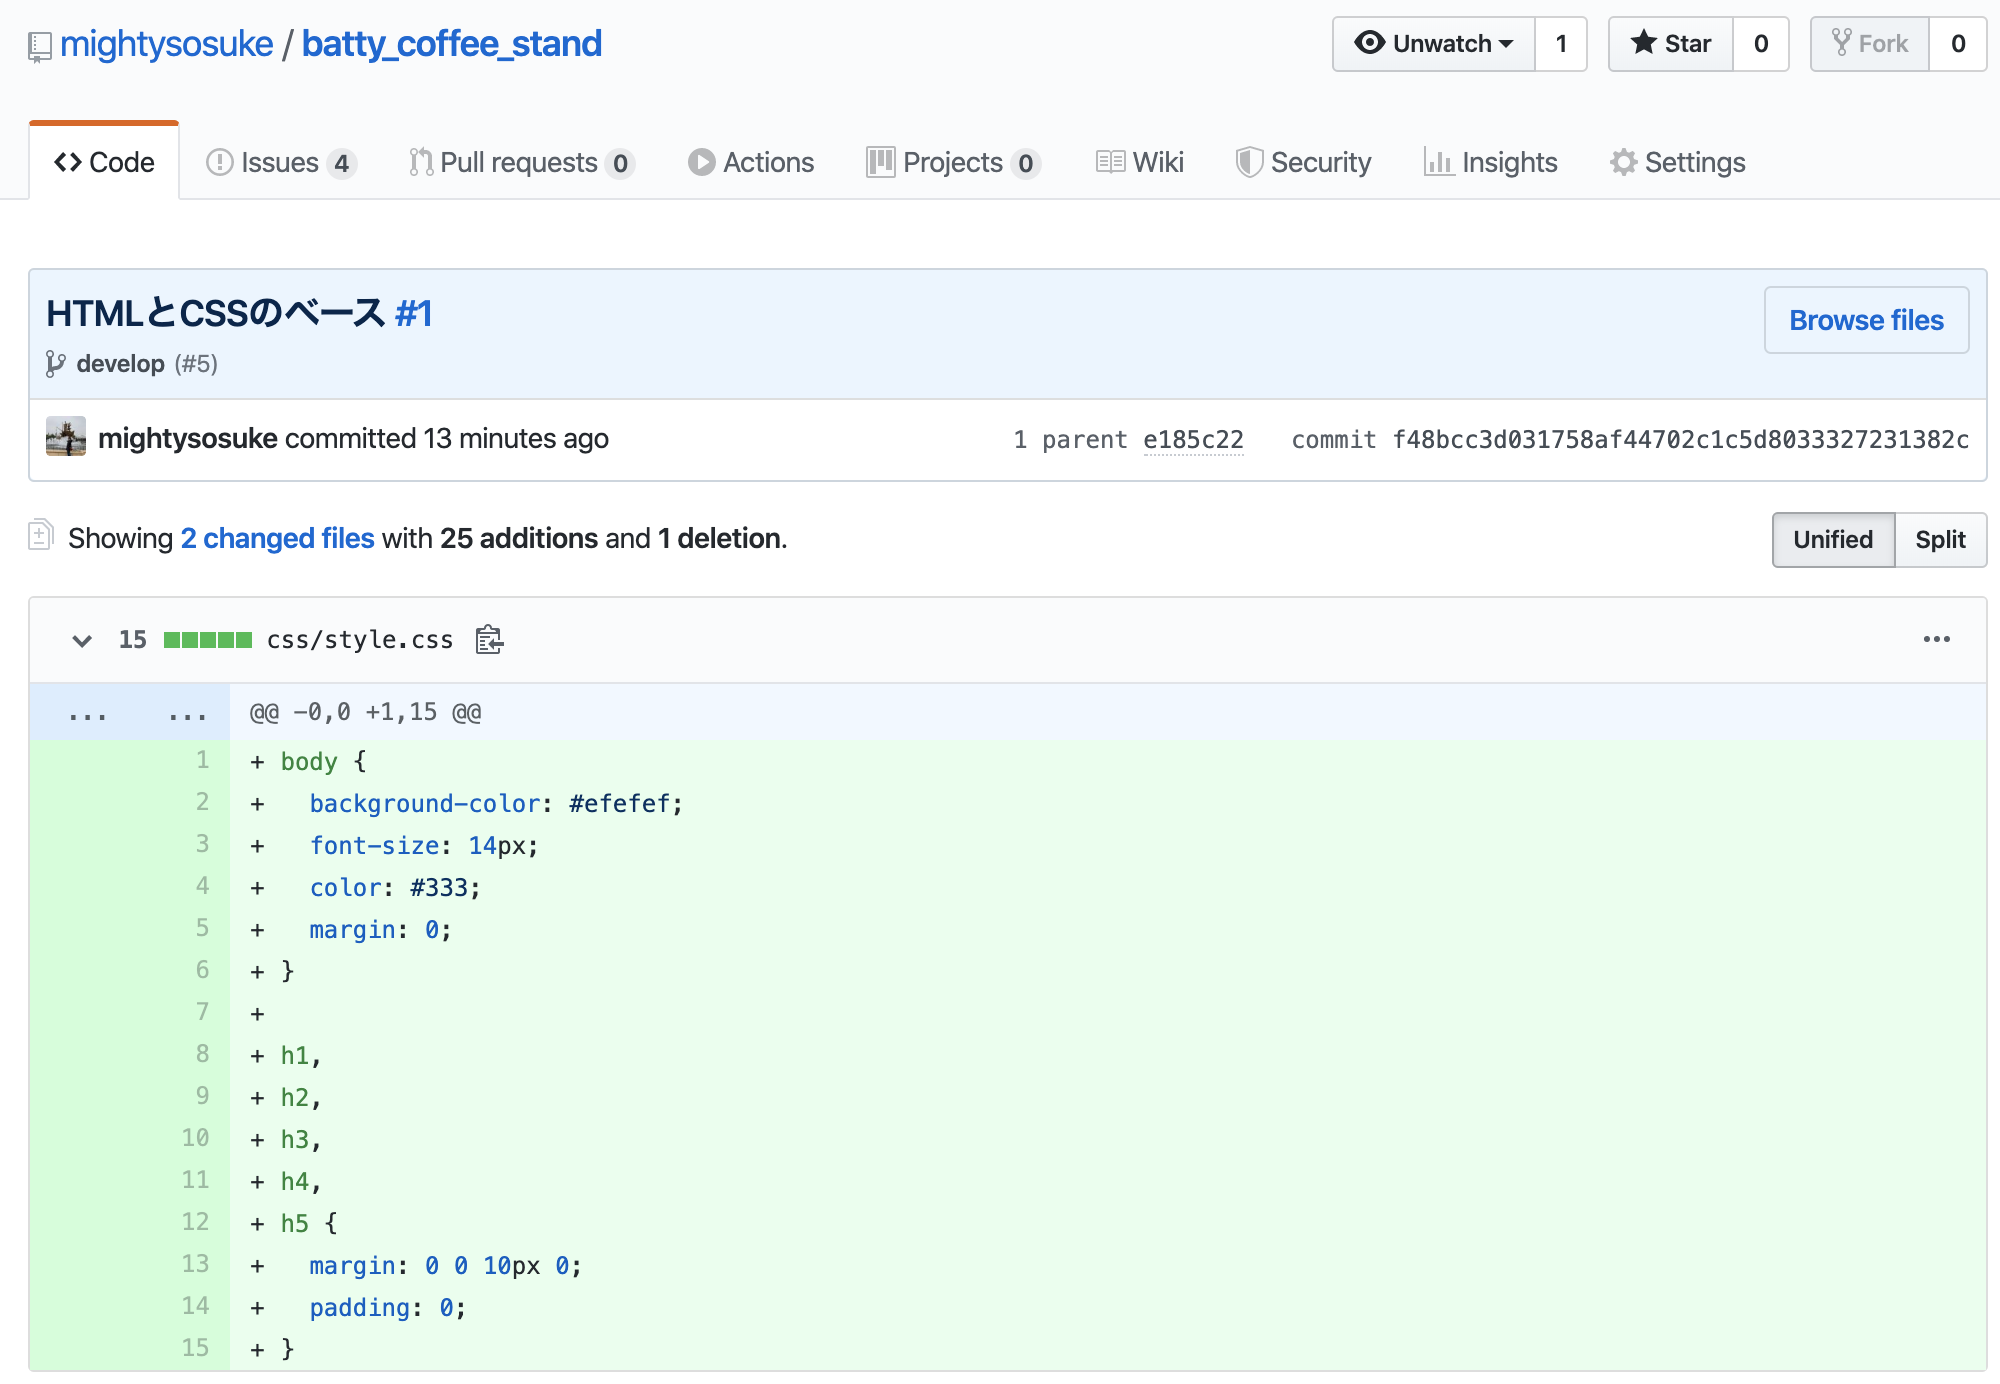 mightysosuke / batty_coffee_stand
Unwatch 1 Star 0 Fork 0
Code Issues 4 Pull requests 0 Actions Projects 0 Wiki Security Insights Settings
HTMLとCSSのベース #1
Browse files
develop (#5)
mightysosuke committed 13 minutes ago 1 parent e185c22 commit f48bcc3d031758af44702c1c5d8033327231382c
Showing 2 changed files with 25 additions and 1 deletion.
Unified Split
15 css/style.css
... ... @@ -0,0 +1,15 @@
1 + body {
2 +   background-color: #efefef;
3 +   font-size: 14px;
4 +   color: #333;
5 +   margin: 0;
6 + }
7 +
8 + h1,
9 + h2,
10 + h3,
11 + h4,
12 + h5 {
13 +   margin: 0 0 10px 0;
14 +   padding: 0;
15 + }